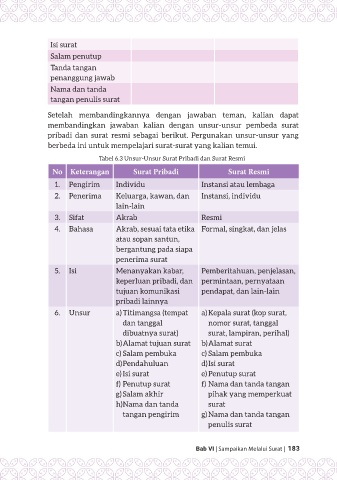 Isi surat
Salam penutup
Tanda tangan
penanggung jawab
Nama dan tanda
tangan penulis surat
Setelah membandingkannya dengan jawaban teman, kalian dapat
membandingkan jawaban kalian dengan unsur-unsur pembeda surat
pribadi dan surat resmi sebagai berikut. Pergunakan unsur-unsur yang
berbeda ini untuk mempelajari surat-surat yang kalian temui.
Tabel 6.3 Unsur-Unsur Surat Pribadi dan Surat Resmi
No Keterangan Surat Pribadi Surat Resmi
1. Pengirim Individu Instansi atau lembaga
2. Penerima Keluarga, kawan, dan Instansi, individu
lain-lain
3. Sifat Akrab Resmi
4. Bahasa Akrab, sesuai tata etika Formal, singkat, dan jelas
atau sopan santun,
bergantung pada siapa
penerima surat
5. Isi Menanyakan kabar, Pemberitahuan, penjelasan,
keperluan pribadi, dan permintaan, pernyataan
tujuan komunikasi pendapat, dan lain-lain
pribadi lainnya
6. Unsur a) Titimangsa (tempat a) Kepala surat (kop surat,
dan tanggal nomor surat, tanggal
dibuatnya surat) surat, lampiran, perihal)
b) Alamat tujuan surat b) Alamat surat
c) Salam pembuka c) Salam pembuka
d) Pendahuluan d) Isi surat
e) Isi surat e) Penutup surat
f) Penutup surat f) Nama dan tanda tangan
g) Salam akhir pihak yang memperkuat
h) Nama dan tanda surat
tangan pengirim g) Nama dan tanda tangan
penulis surat
Bab VI | Sampaikan Melalui Surat | 183